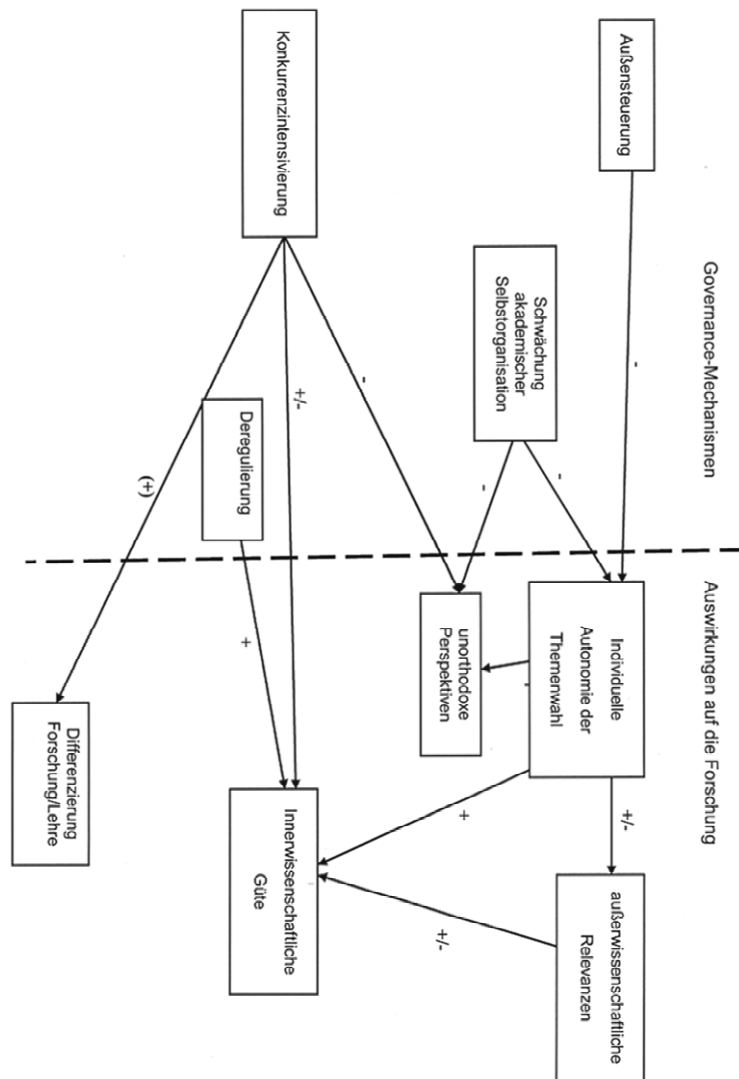 Governance-Mechanismen
Auswirkungen auf die Forschung
Außensteuerung
-
Individuelle
Autonomie der
Themenwahl
+/-
außerwissenschaftliche
Relevanzen
Schwächung
akademischer
Selbstorganisation
-
-
-
unorthodoxe
Perspektiven
+
+/-
Konkurrenzintensivierung
-
+/-
Innerwissenschaftliche
Güte
Deregulierung
+
(+)
Differenzierung
Forschung/Lehre